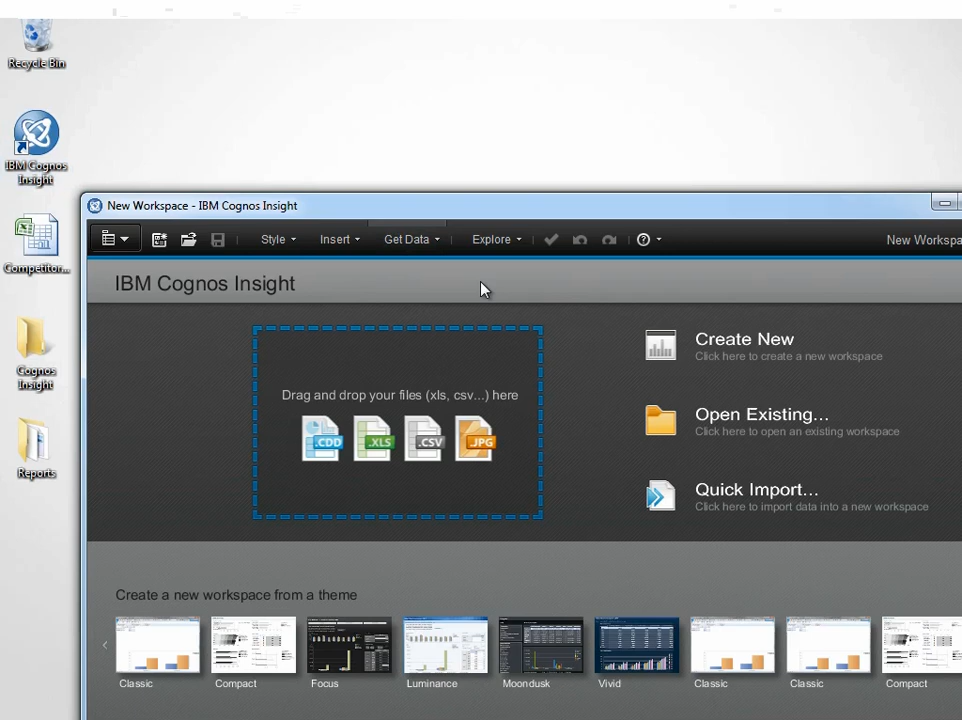 Recycle Bin
IBM Cognos
Insight
Competitor...
Cognos
Insight
Reports
New Workspace - IBM Cognos Insight
Style
Insert
Get Data
Explore
New Workspa
IBM Cognos Insight
Drag and drop your files (xls, csv...) here
.CDD
.XLS
.CSV
.JPG
Create New
Click here to create a new workspace
Open Existing...
Click here to open an existing workspace
Quick Import...
Click here to import data into a new workspace
Create a new workspace from a theme
Classic
Compact
Focus
Luminance
Moondusk
Vivid
Classic
Classic
Compact